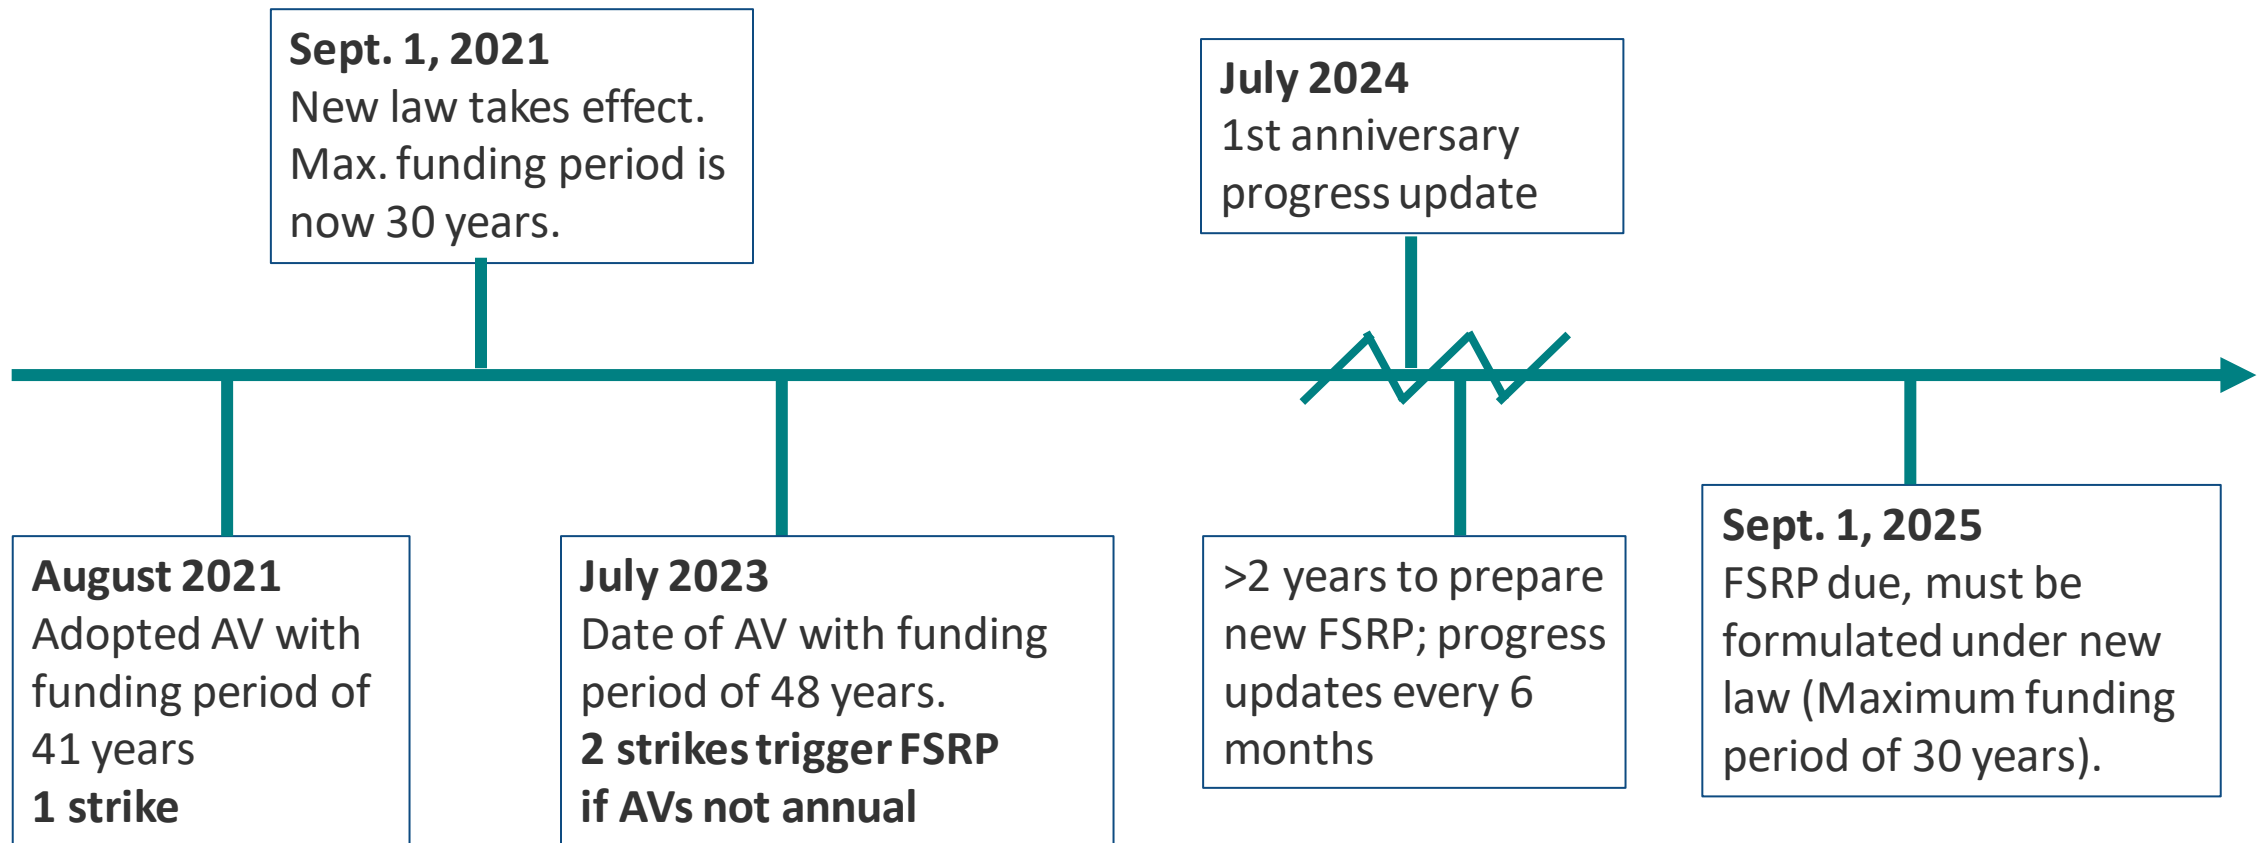 Sept. 1, 2021
New law takes effect.
Max. funding period is
now 30 years.
July 2024
1st anniversary
progress update
August 2021
Adopted AV with
funding period of
41 years
1 strike
July 2023
Date of AV with funding
period of 48 years.
2 strikes trigger FSRP
if AVs not annual
>2 years to prepare
new FSRP; progress
updates every 6
months
Sept. 1, 2025
FSRP due, must be
formulated under new
law (Maximum funding
period of 30 years).